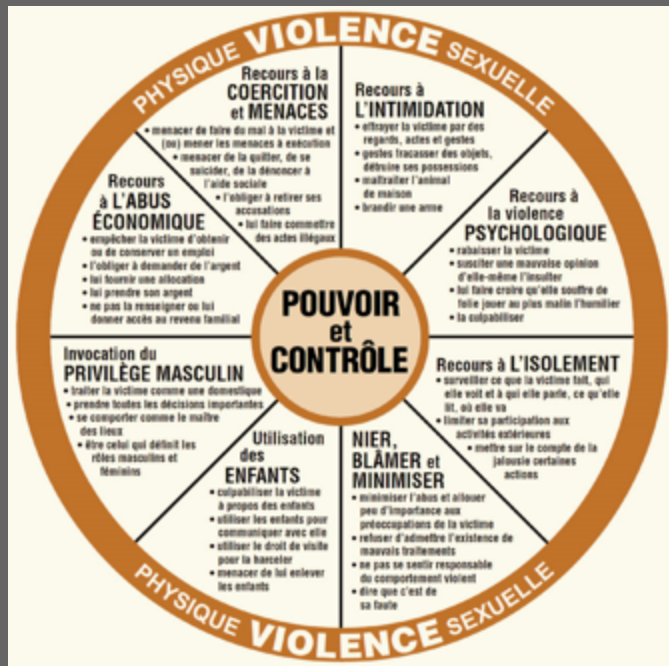 PHYSIQUE VIOLENCE SEXUELLE
Recours à la
COERCITION
et MENACES
• menacer de faire du mal à la victime et
(ou) mener les menaces à exécution
• menacer de la quitter, de se
suicider, de la dénoncer à
l'aide sociale
• l'obliger à retirer ses
accusations
• lui faire commettre
des actes illégaux
Recours à
L'INTIMIDATION
• effrayer la victime par des
regards, actes et gestes
• gestes fracasser des objets,
détruire ses possessions
• maltraiter l'animal
de maison
• brandir une arme
Recours à
la violence
PSYCHOLOGIQUE
• rabaisser la victime
• susciter une mauvaise opinion
d'elle-même l'insulter
• lui faire croire qu'elle souffre de
folie jouer au plus malin l'humilier
• la culpabiliser
Recours à L'ISOLEMENT
• surveiller ce que la victime fait, qui
elle voit et à qui elle parle, ce qu'elle
lit, où elle va
• limiter sa participation aux
activités extérieures
• mettre sur le compte de la
jalousie certaines
actions
NIER,
BLÂMER et
MINIMISER
• minimiser l'abus et allouer
peu d'importance aux
préoccupations de la victime
• refuser d'admettre l'existence de
mauvais traitements
• ne pas se sentir responsable
du comportement violent
• dire que c'est de
sa faute
Utilisation
des
ENFANTS
• culpabiliser la victime
à propos des enfants
• utiliser les enfants pour
communiquer avec elle
• utiliser le droit de visite
pour la harceler
• menacer de lui enlever
les enfants
Invocation du
PRIVILÈGE MASCULIN
• traiter la victime comme une domestique
• prendre toutes les décisions importantes
• se comporter comme le maître
des lieux
• être celui qui définit les
rôles masculins et
féminins
Recours
à L'ABUS
ÉCONOMIQUE
• empêcher la victime d'obtenir
ou de conserver un emploi
• l'obliger à demander de l'argent
• lui fournir une allocation
• lui prendre son argent
• ne pas la renseigner ou lui
donner accès au revenu familial
POUVOIR
et
CONTRÔLE
PHYSIQUE VIOLENCE SEXUELLE